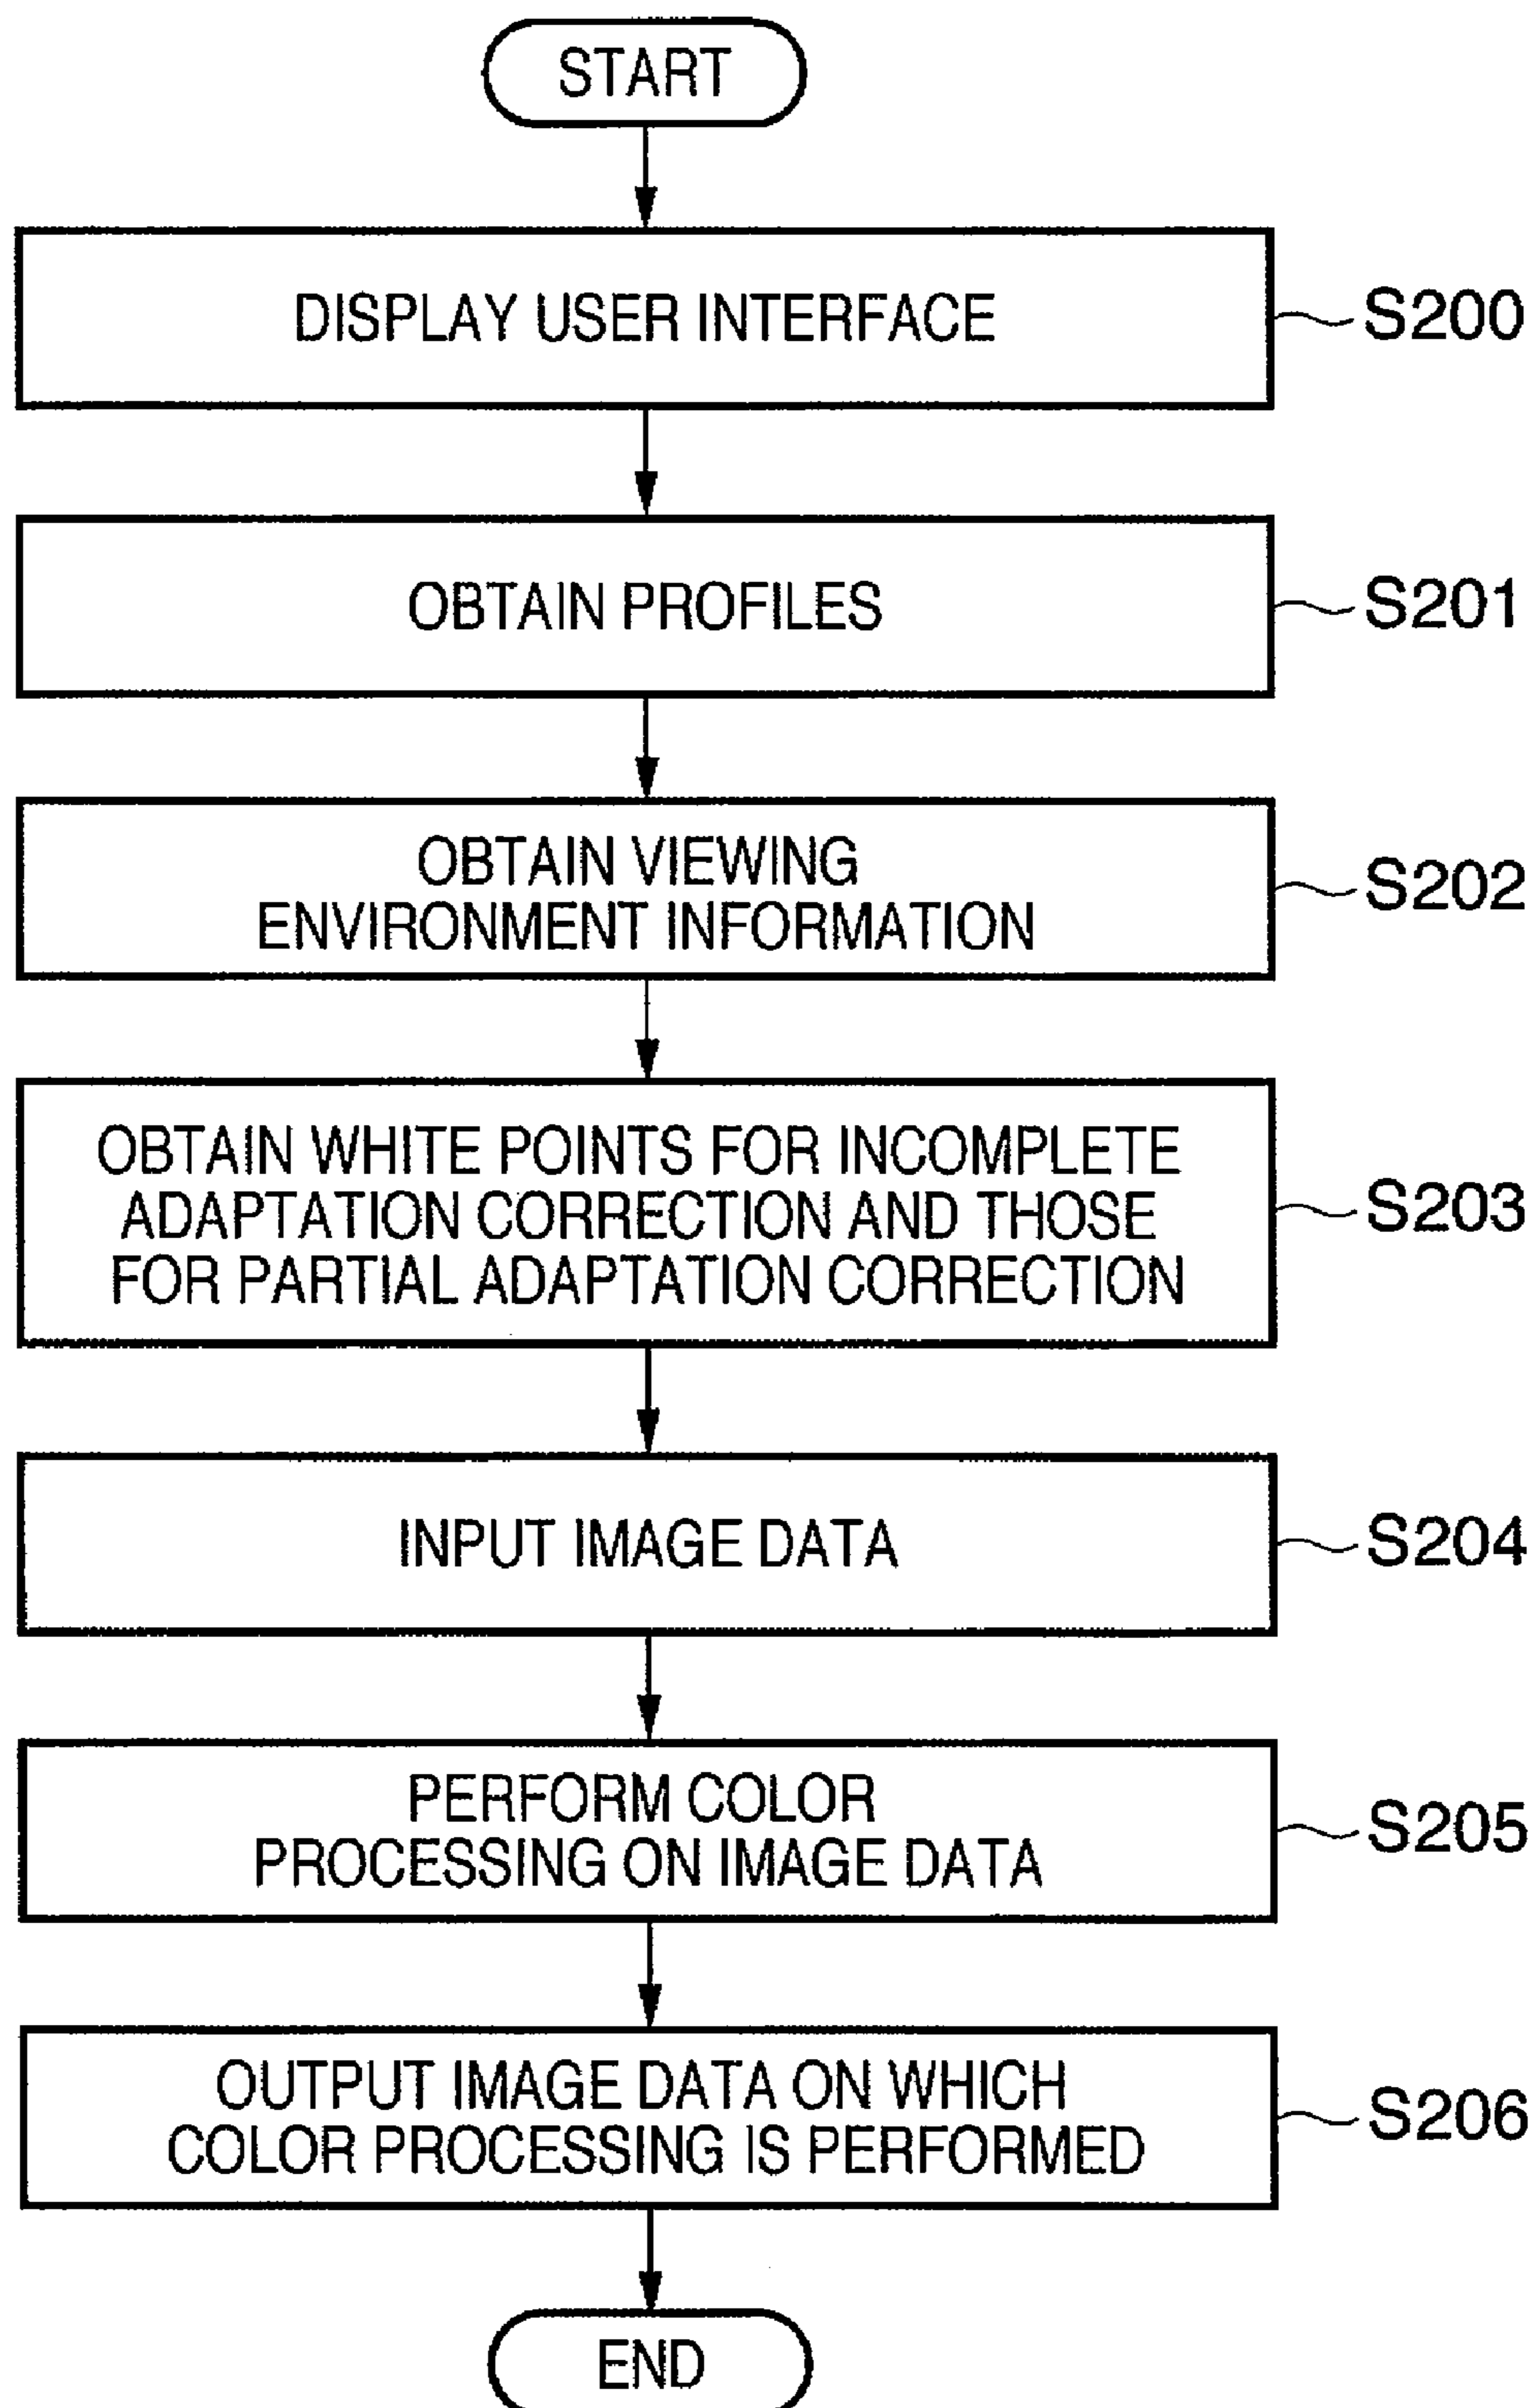 START
DISPLAY USER INTERFACE
S200
OBTAIN PROFILES
S201
OBTAIN VIEWING
ENVIRONMENT INFORMATION
S202
OBTAIN WHITE POINTS FOR INCOMPLETE
ADAPTATION CORRECTION AND THOSE
FOR PARTIAL ADAPTATION CORRECTION
S203
INPUT IMAGE DATA
S204
PERFORM COLOR
PROCESSING ON IMAGE DATA
S205
OUTPUT IMAGE DATA ON WHICH
COLOR PROCESSING IS PERFORMED
S206
END